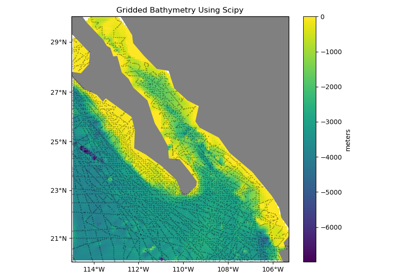 Gridded Bathymetry Using Scipy
29°N
27°N
25°N
23°N
21°N
114°W 112°W 110°W 108°W 106°W
0
−1000
−2000
−3000
−4000
−5000
−6000
meters